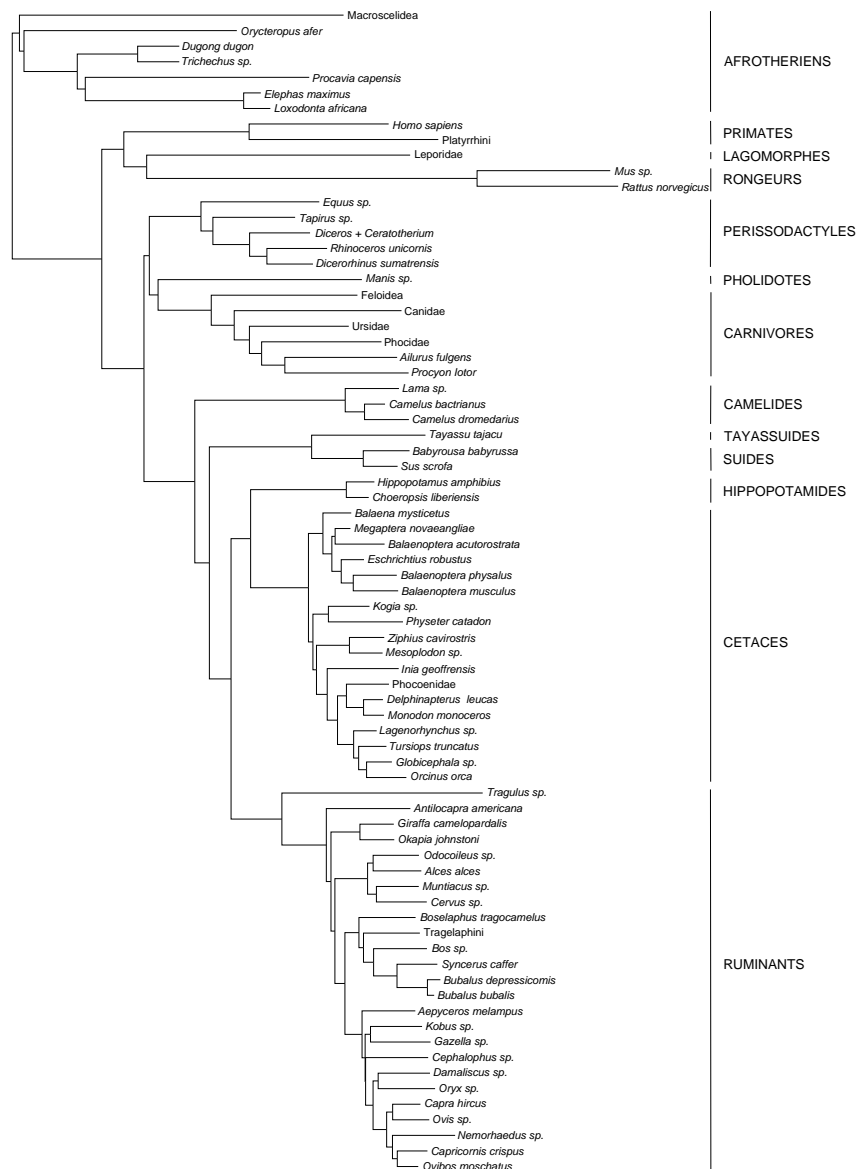 Macroscelidea
Orycteropus afer
Dugong dugon
Trichechus sp.
AFROTHERIENS
Procavia capensis
Elephas maximus
Loxodonta africana
Homo sapiens
PRIMATES
Platyrrhini
Leporidae
LAGOMORPHES
Mus sp.
RONGEURS
Rattus norvegicus
Equus sp.
Tapirus sp.
PERISSODACTYLES
Diceros + Ceratotherium
Rhinoceros unicornis
Dicerorhinus sumatrensis
Manis sp.
PHOLIDOTES
Feloidea
Canidae
Ursidae
CARNIVORES
Phocidae
Ailurus fulgens
Procyon lotor
Lama sp.
Camelus bactrianus
CAMELIDES
Camelus dromedarius
Tayassu tajacu
TAYASSUIDES
Babyrousa babyrussa
SUIDES
Sus scrofa
Hippopotamus amphibius
HIPPOPOTAMIDES
Choeropsis liberiensis
Balaena mysticetus
Megaptera novaeangliae
Balaenoptera acutorostrata
Eschrichtius robustus
Balaenoptera physalus
Balaenoptera musculus
Kogia sp.
Physeter catadon
Ziphius cavirostris
CETACES
Mesoplodon sp.
Inia geoffrensis
Phocoenidae
Delphinapterus leucas
Monodon monoceros
Lagenorhynchus sp.
Tursiops truncatus
Globicephala sp.
Orcinus orca
Tragulus sp.
Antilocapra americana
Giraffa camelopardalis
Okapia johnstoni
Odocoileus sp.
Alces alces
Muntiacus sp.
Cervus sp.
Boselaphus tragocamelus
Tragelaphini
Bos sp.
Syncerus caffer
RUMINANTS
Bubalus depressicomis
Bubalus bubalis
Aepyceros melampus
Kobus sp.
Gazella sp.
Cephalophus sp.
Damaliscus sp.
Oryx sp.
Capra hircus
Ovis sp.
Nemorhaedus sp.
Capricornis crispus
Ovibos moschatus